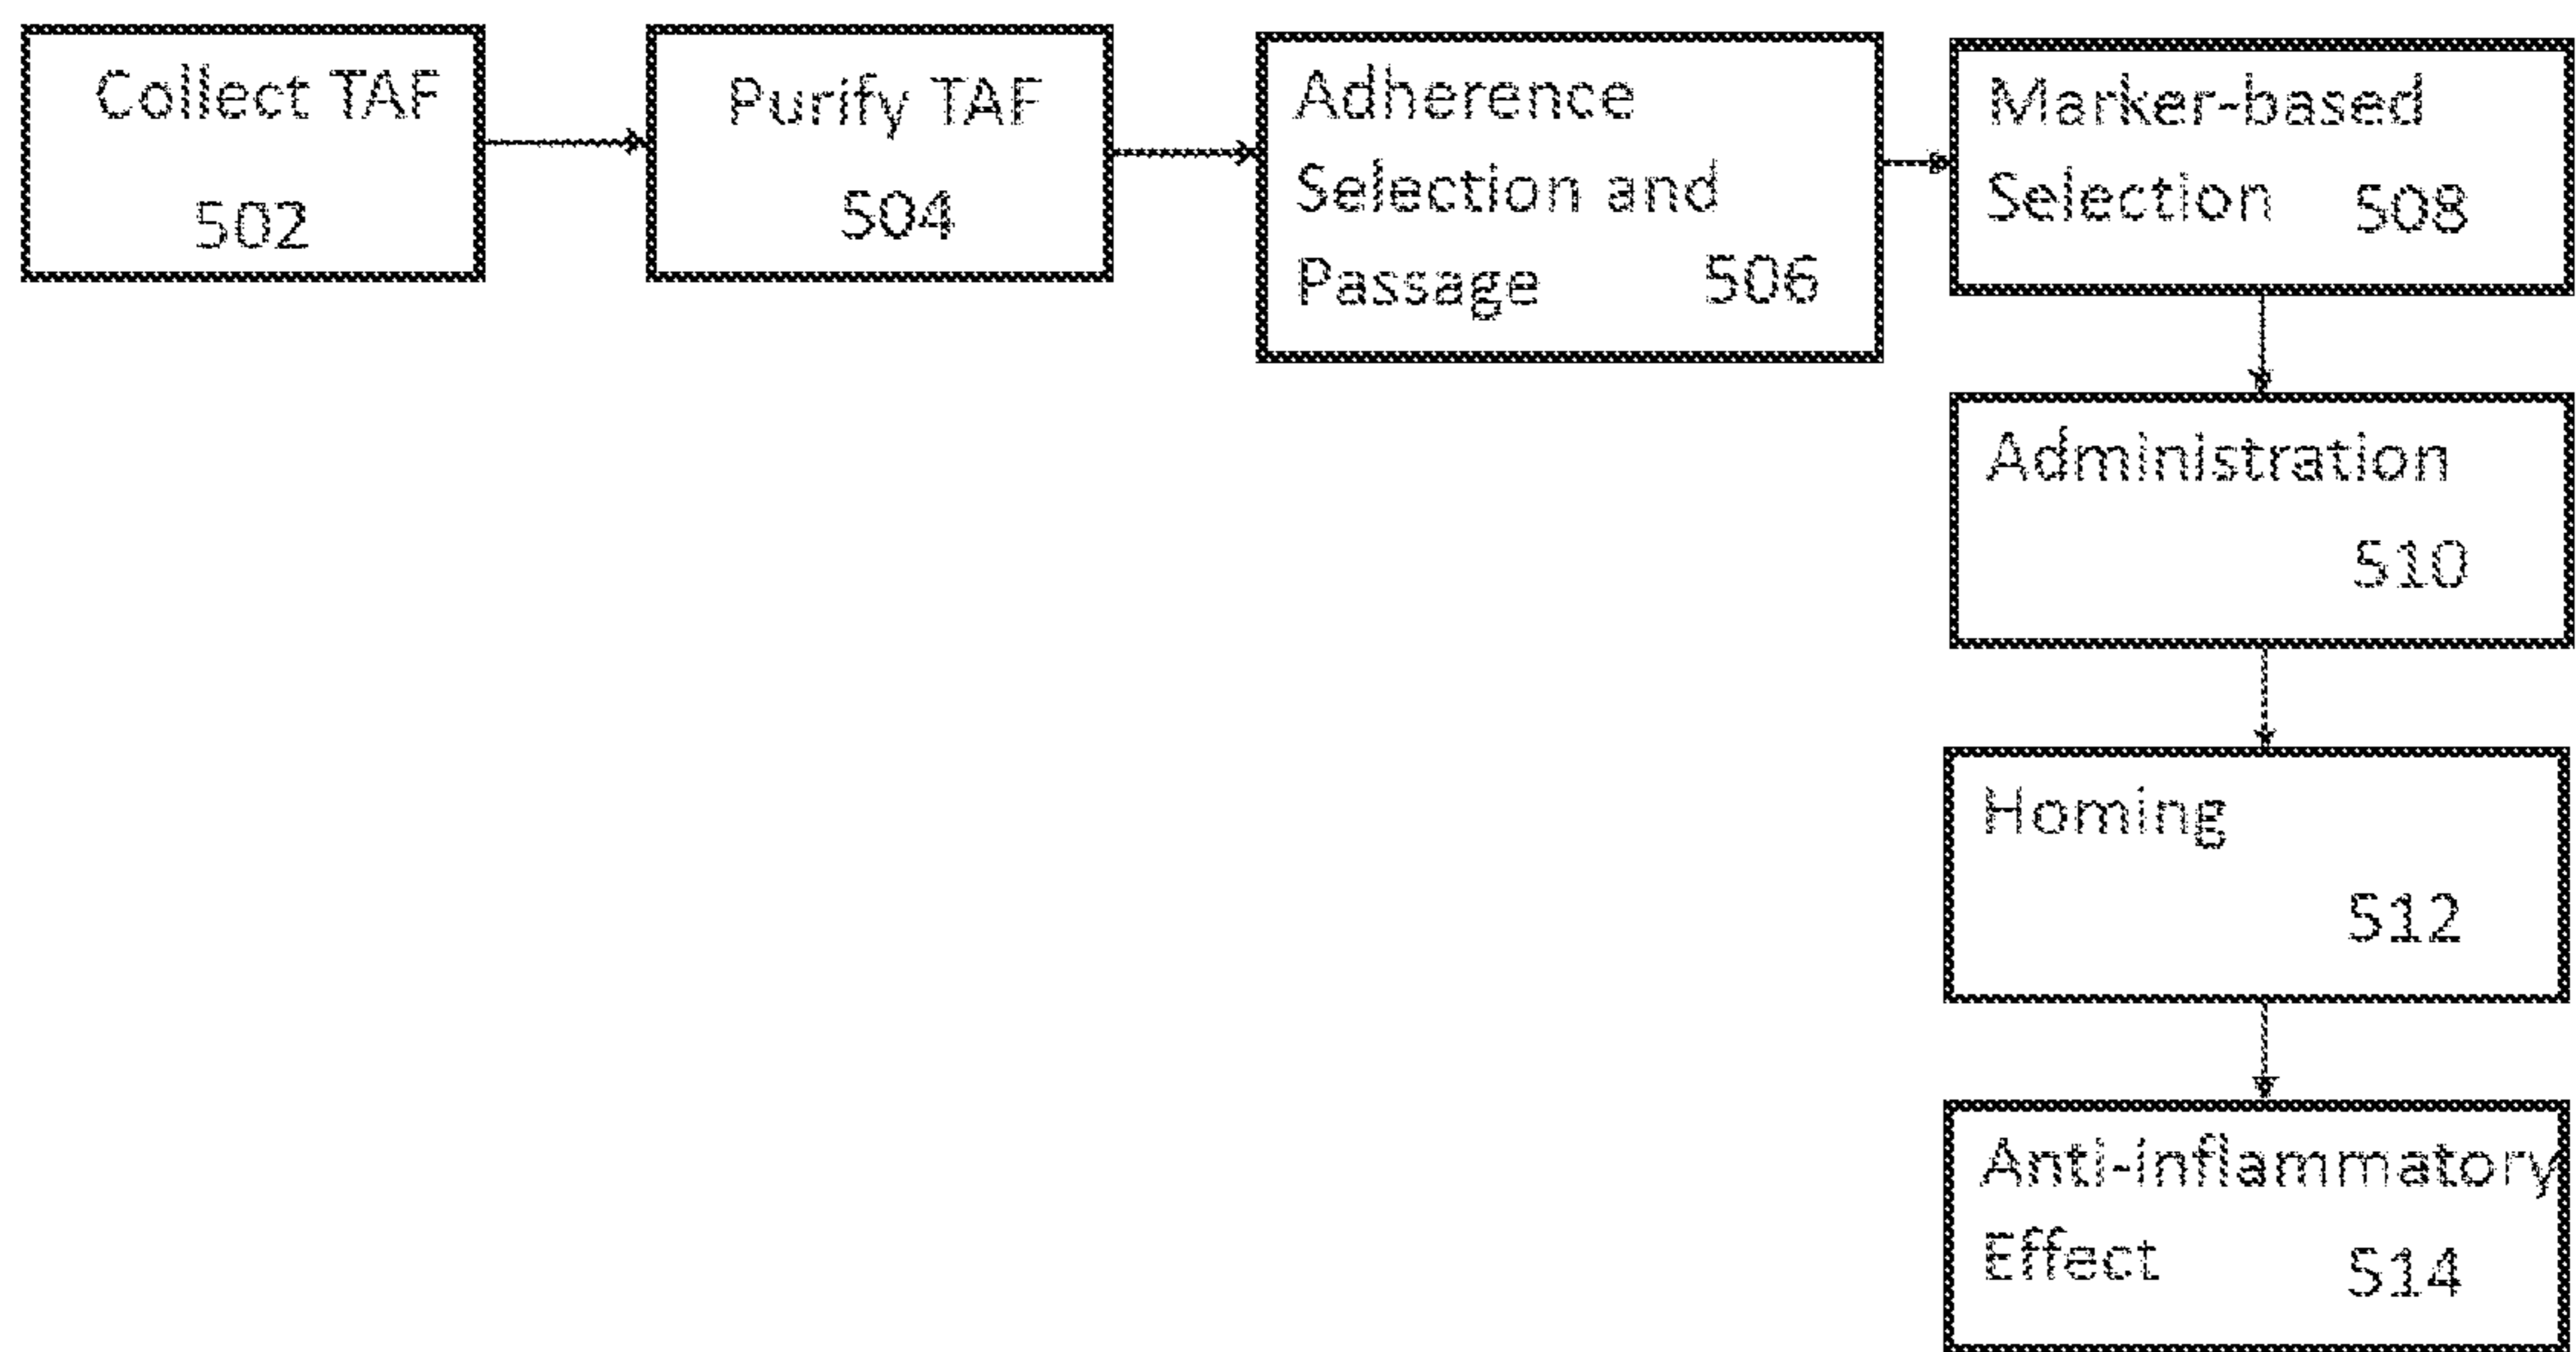 Collect TAF
502
Purify TAF
504
Adherence
Selection and
Passage 506
Marker-based
Selection 508
Administration
510
Homing
512
Anti-inflammatory
Effect 514